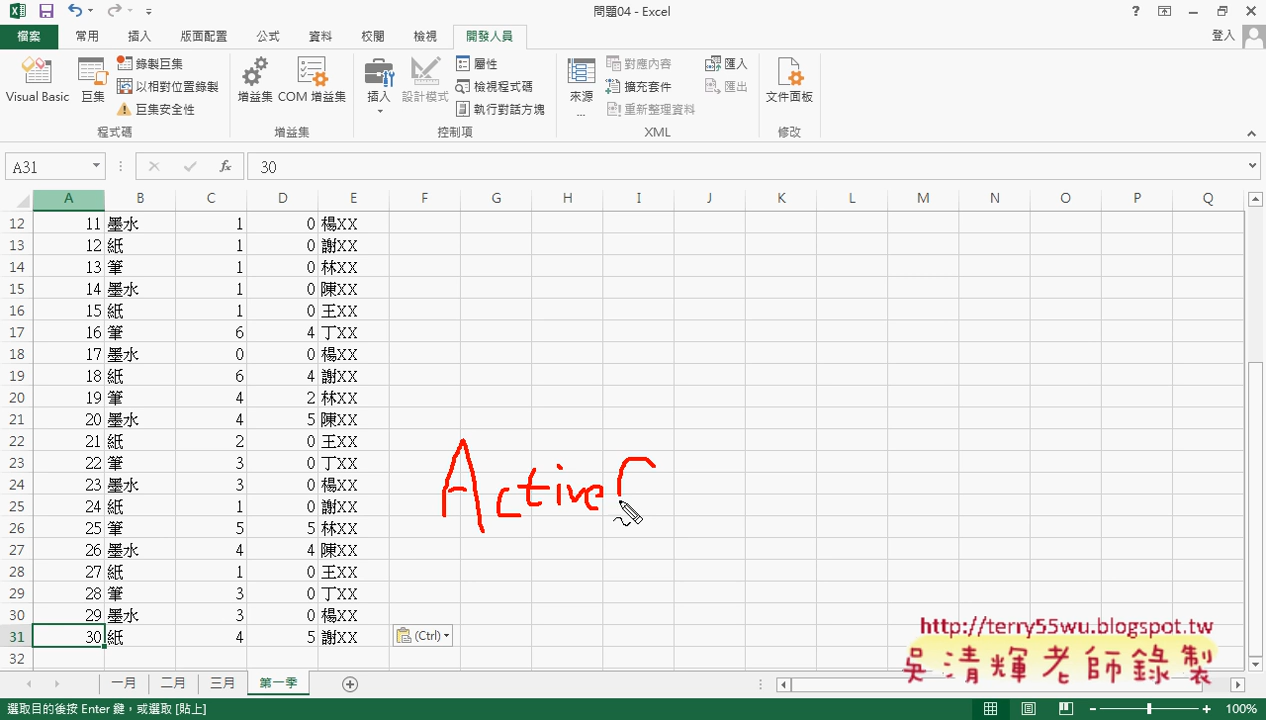 問題04 - Excel
檔案 常用 插入 版面配置 公式 資料 校閱 檢視 開發人員 登入
Visual Basic 巨集 錄製巨集 以相對位置錄製 巨集安全性 程式碼
增益集 COM 增益集 增益集
插入 設計模式 屬性 檢視程式碼 執行對話方塊 控制項
來源 ... 對應內容 擴充套件 重新整理資料 匯入 匯出 XML
文件面板 修改
A31 fx 30
A B C D E F G H I J K L M N O P Q
12 11 墨水 1 0 楊XX
13 12 紙 1 0 謝XX
14 13 筆 1 0 林XX
15 14 墨水 1 0 陳XX
16 15 紙 1 0 王XX
17 16 筆 6 4 丁XX
18 17 墨水 0 0 楊XX
19 18 紙 6 4 謝XX
20 19 筆 4 2 林XX
21 20 墨水 4 5 陳XX
22 21 紙 2 0 王XX
23 22 筆 3 0 丁XX
24 23 墨水 3 0 楊XX
25 24 紙 1 0 謝XX
26 25 筆 5 5 林XX
27 26 墨水 4 4 陳XX
28 27 紙 1 0 王XX
29 28 筆 3 0 丁XX
30 29 墨水 3 0 楊XX
31 30 紙 4 5 謝XX
32
Active
(Ctrl)
http://terry55wu.blogspot.tw
吳清輝老師錄製
一月 二月 三月 第一季
選取目的後按 Enter 鍵，或選取 [貼上] 100%